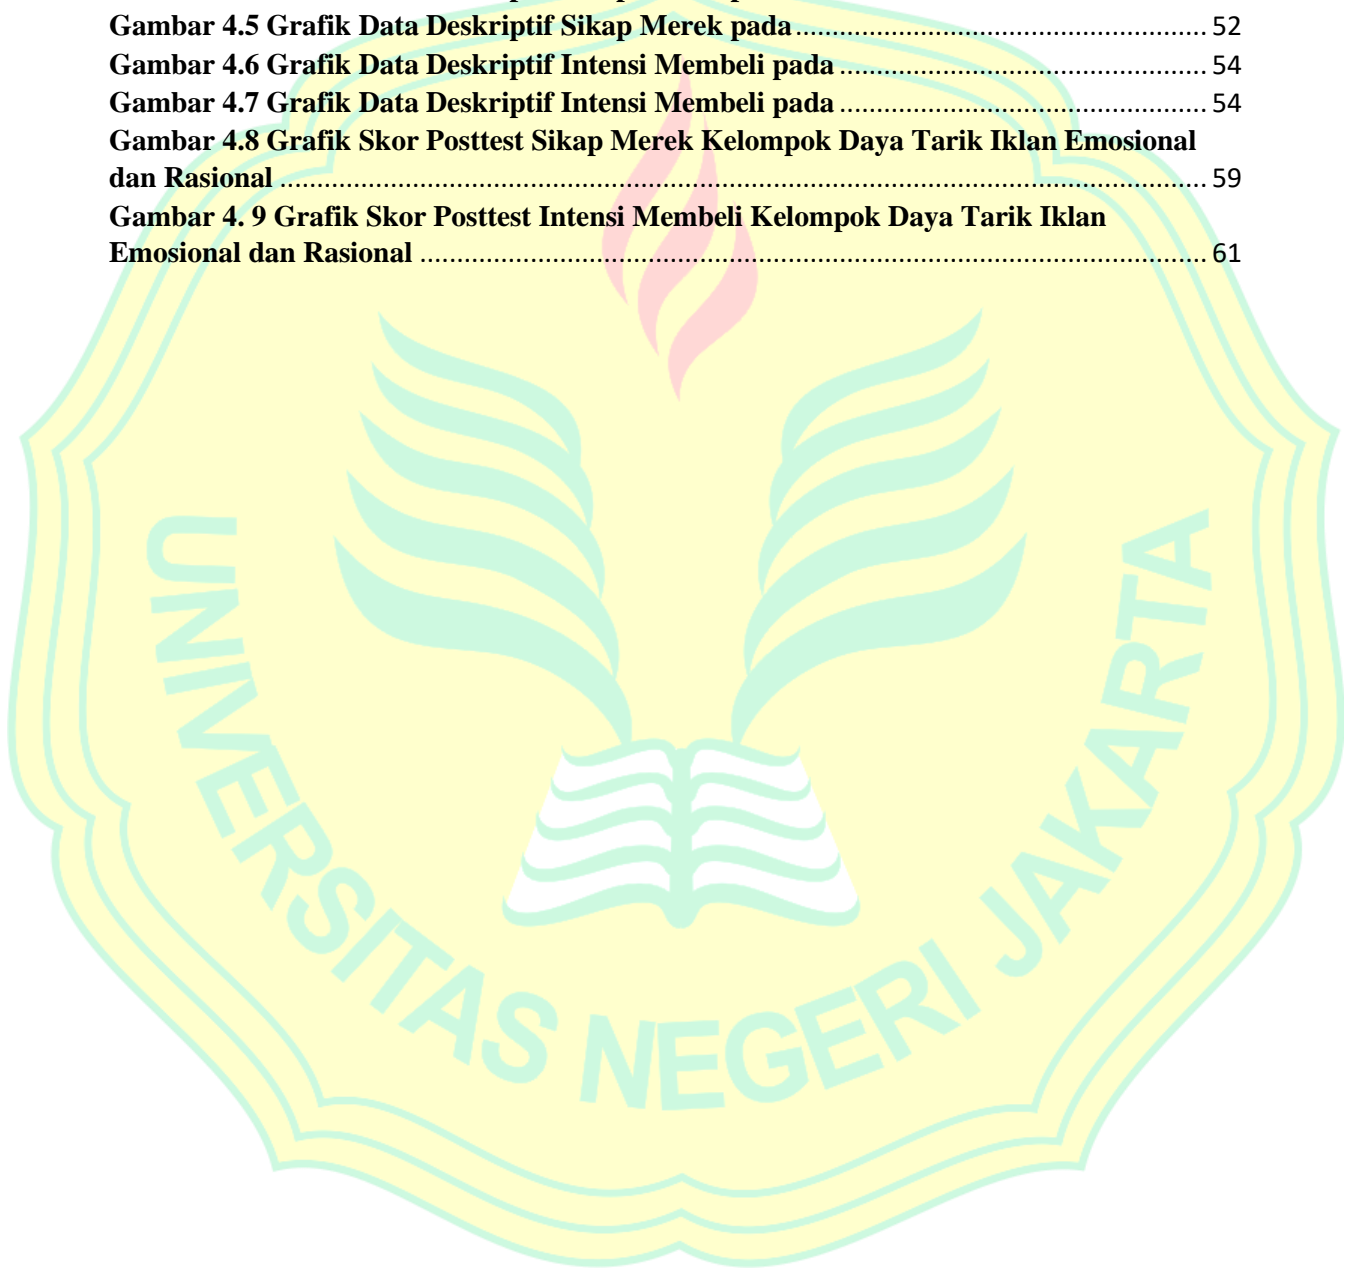 Gambar 4.5 Grafik Data Deskriptif Sikap Merek pada ........ 52
Gambar 4.6 Grafik Data Deskriptif Intensi Membeli pada ........ 54
Gambar 4.7 Grafik Data Deskriptif Intensi Membeli pada ........ 54
Gambar 4.8 Grafik Skor Posttest Sikap Merek Kelompok Daya Tarik Iklan Emosional
dan Rasional ........ 59
Gambar 4. 9 Grafik Skor Posttest Intensi Membeli Kelompok Daya Tarik Iklan
Emosional dan Rasional ........ 61
UNIVERSITAS NEGERI JAKARTA